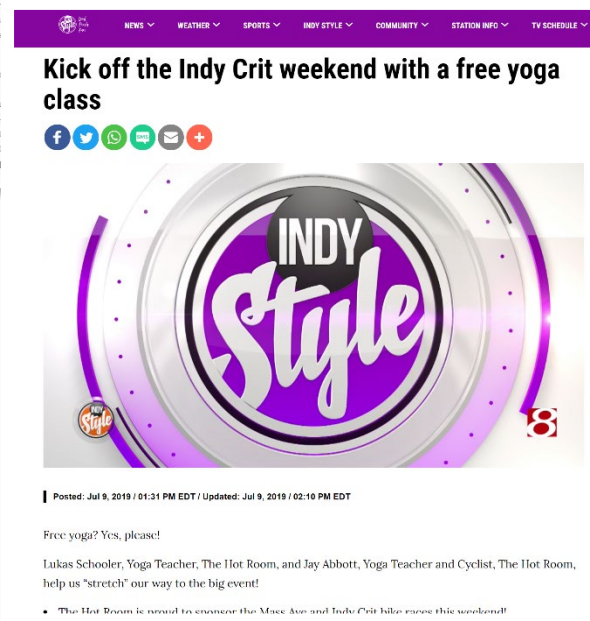 Style
NEWS WEATHER SPORTS INDY STYLE COMMUNITY STATION INFO TV SCHEDULE
Kick off the Indy Crit weekend with a free yoga
class
INDY
Style
INDY
Style
8
Posted: Jul 9, 2019 / 01:31 PM EDT / Updated: Jul 9, 2019 / 02:10 PM EDT
Free yoga? Yes, please!
Lukas Schooler, Yoga Teacher, The Hot Room, and Jay Abbott, Yoga Teacher and Cyclist, The Hot Room,
help us “stretch” our way to the big event!
• The Hot Room is proud to sponsor the Mass Ave and Indy Crit bike races this weekend!